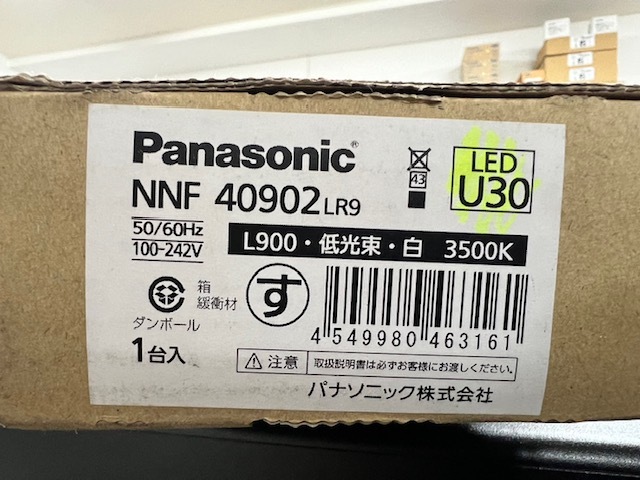 Panasonic®
NNF 40902LR9
43
LED
U30
50/60Hz
100-242V
L900・低光束・白 3500K
箱
緩衝材
ダンボール
1台入
す
4 549980 463161
注意 取扱説明書は必ずお客様にお渡しください。
パナソニック株式会社